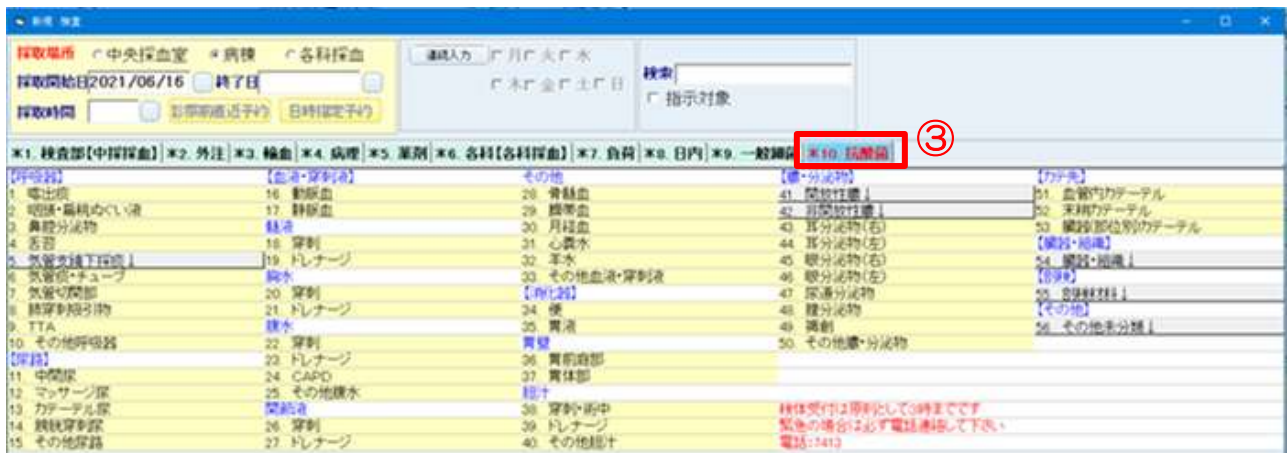 新規 検査
採取場所 中央採血室 病棟 各科採血
採取開始日 2021/06/16 終了日
採取時間 診察前直近予約 日時指定予約
連続入力 月 火 水
木 金 土 日
検索
指示対象
*1. 検査部【中採採血】 *2. 外注 *3. 輸血 *4. 病理 *5. 薬剤 *6. 各科【各科採血】 *7. 負荷 *8. 日内 *9. 一般細菌 *10. 抗酸菌
③
【呼吸器】
1. 喀出痰
2. 咽頭・扁桃ぬぐい液
3. 鼻腔分泌物
4. 舌苔
5. 気管支鏡下採痰↓
6. 気管痰・チューブ
7. 気管切開部
8. 肺穿刺吸引物
9. TTA
10. その他呼吸器
【尿路】
11. 中間尿
12. マッサージ尿
13. カテーテル尿
14. 膀胱穿刺尿
15. その他尿路
【血液・穿刺液】
16. 動脈血
17. 静脈血
髄液
18. 穿刺
19. ドレナージ
胸水
20. 穿刺
21. ドレナージ
腹水
22. 穿刺
23. ドレナージ
24. CAPD
25. その他腹水
関節液
26. 穿刺
27. ドレナージ
その他
28. 骨髄血
29. 臍帯血
30. 月経血
31. 心嚢水
32. 羊水
33. その他血液・穿刺液
【消化器】
34. 便
35. 胃液
胃壁
36. 胃前庭部
37. 胃体部
胆汁
38. 穿刺・術中
39. ドレナージ
40. その他胆汁
【膿・分泌物】
41. 開放性膿↓
42. 非開放性膿↓
43. 耳分泌物(右)
44. 耳分泌物(左)
45. 眼分泌物(右)
46. 眼分泌物(左)
47. 尿道分泌物
48. 膣分泌物
49. 褥創
50. その他膿・分泌物
検体受付は原則として3時までです
緊急の場合は必ず電話連絡して下さい
電話:7413
【カテ先】
51. 血管内カテーテル
52. 末梢カテーテル
53. 臓器(部位別)カテーテル
【臓器・組織】
54. 臓器・組織↓
【穿検】
55. 穿検材料↓
【その他】
56. その他未分類↓